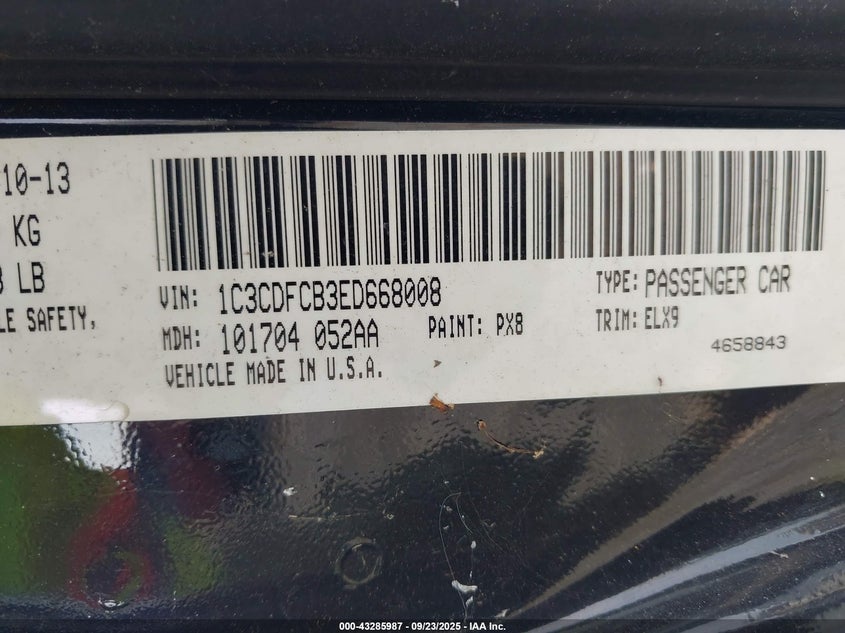 10-13
KG
LB
LE SAFETY,
VIN: 1C3CDFCB3ED668008
TYPE: PASSENGER CAR
MDH: 101704 052AA
PAINT: PX8
TRIM: ELX9
VEHICLE MADE IN U.S.A.
4658843
000-43285987 - 09/23/2025 - IAA Inc.